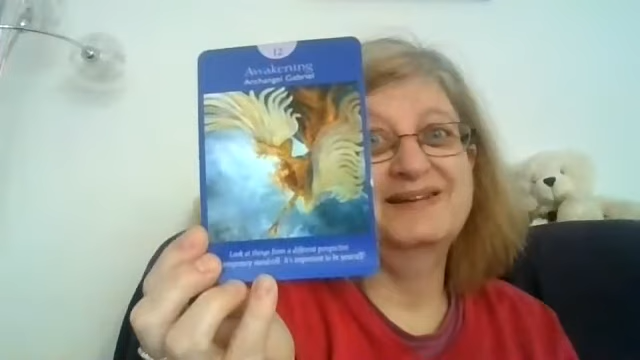 12
Awakening
Archangel Gabriel
Look at things from a different perspective
temporary standstill. It's important to be yourself!